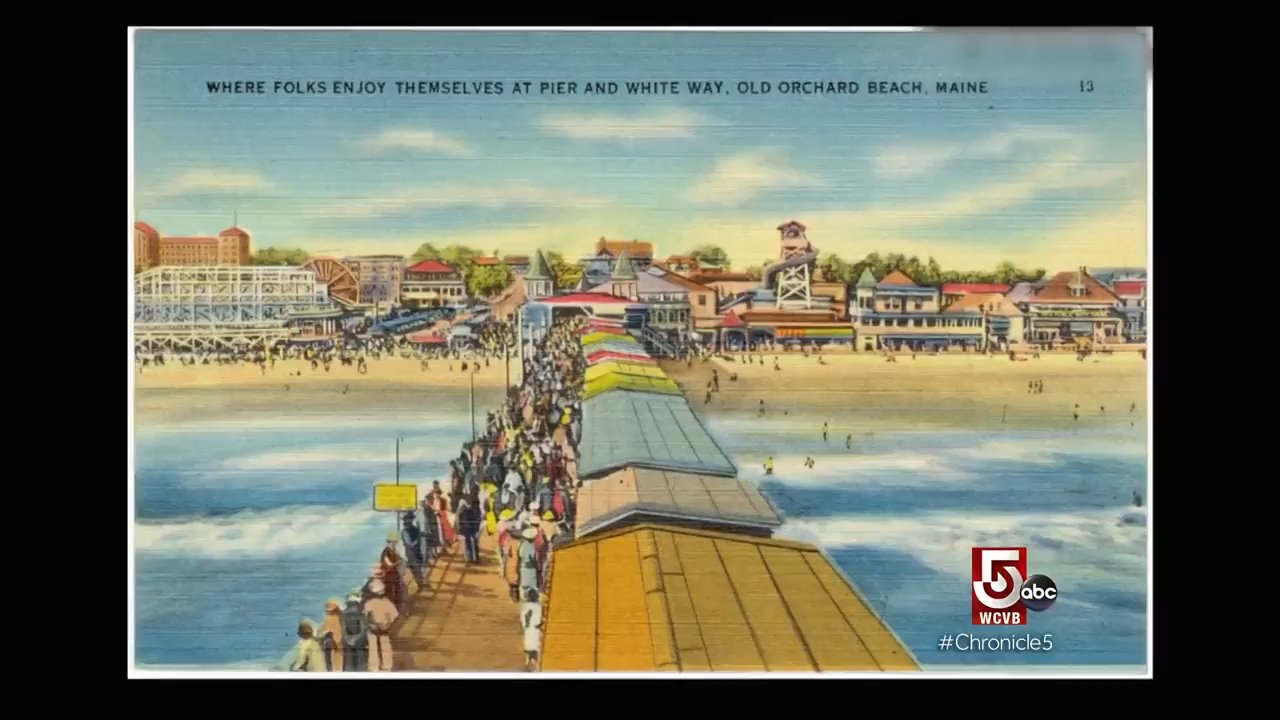 WHERE FOLKS ENJOY THEMSELVES AT PIER AND WHITE WAY, OLD ORCHARD BEACH, MAINE 13
5
abc
WCVB
#Chronicle5